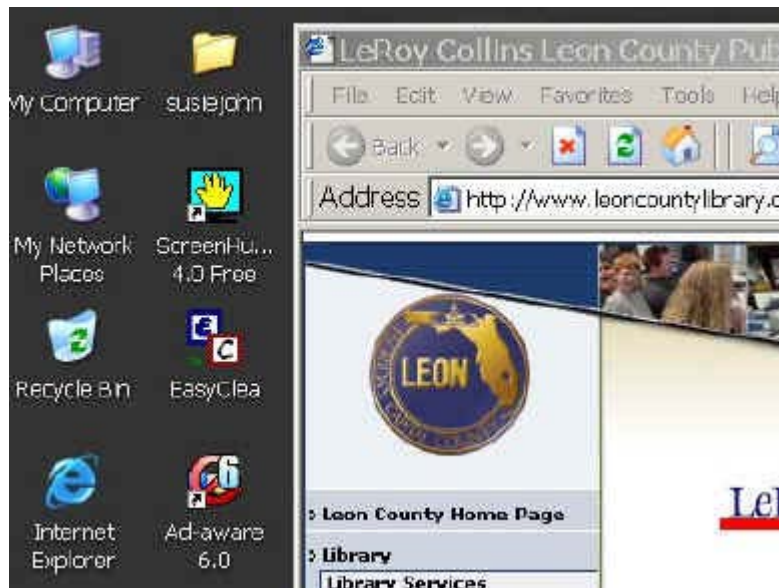 My Computer
susiejohn
My Network
Places
ScreenHu...
4.0 Free
Recycle Bin
EasyClea
Internet
Explorer
Ad-aware
6.0
LeRoy Collins Leon County Pub
File Edit View Favorites Tools Help
Back
Address http://www.leoncountylibrary.
LEON
Leon County Home Page
Library
Library Services
LeR